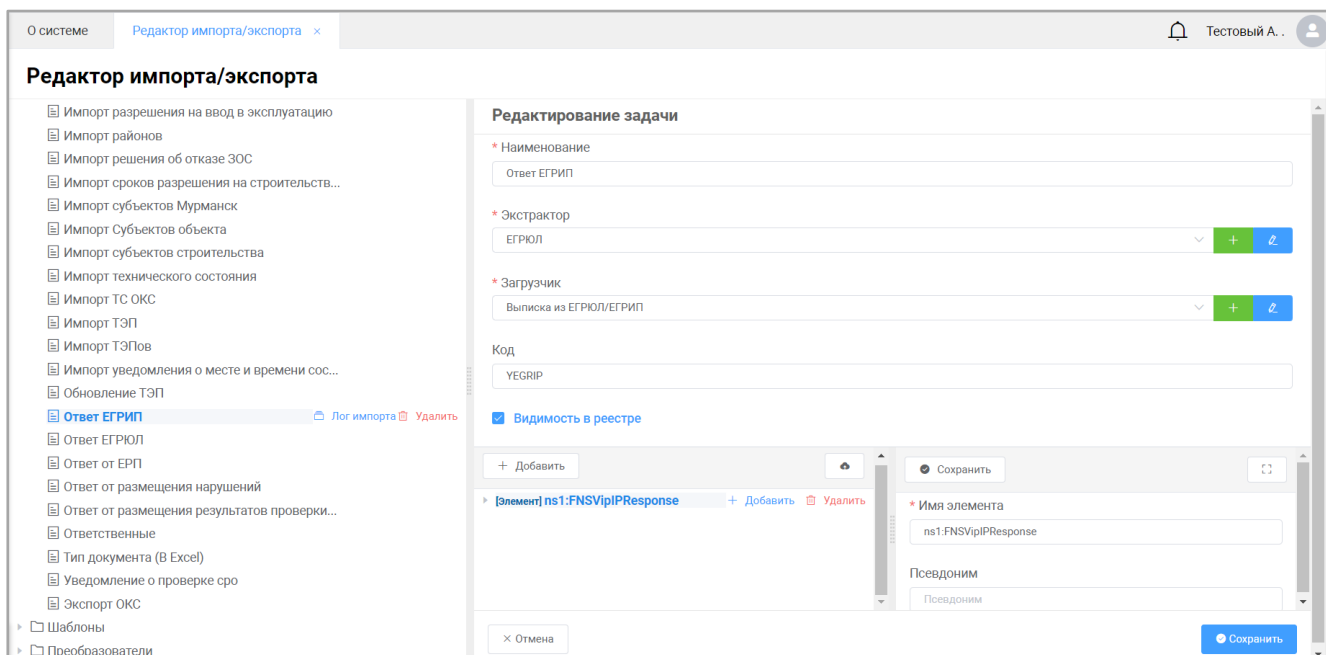 О системе
Редактор импорта/экспорта ×
Тестовый А. .
Редактор импорта/экспорта
Импорт разрешения на ввод в эксплуатацию
Импорт районов
Импорт решения об отказе ЗОС
Импорт сроков разрешения на строительств...
Импорт субъектов Мурманск
Импорт Субъектов объекта
Импорт субъектов строительства
Импорт технического состояния
Импорт ТС ОКС
Импорт ТЭП
Импорт ТЭПов
Импорт уведомления о месте и времени сос...
Обновление ТЭП
Ответ ЕГРИП Лог импорта Удалить
Ответ ЕГРЮЛ
Ответ от ЕРП
Ответ от размещения нарушений
Ответ от размещения результатов проверки...
Ответственные
Тип документа (В Excel)
Уведомление о проверке сро
Экспорт ОКС
Шаблоны
Преобразователи
Редактирование задачи
* Наименование
Ответ ЕГРИП
* Экстрактор
ЕГРЮЛ
* Загрузчик
Выписка из ЕГРЮЛ/ЕГРИП
Код
YEGRIP
Видимость в реестре
+ Добавить
[Элемент] ns1:FNSVipIPResponse + Добавить Удалить
Сохранить
* Имя элемента
ns1:FNSVipIPResponse
Псевдоним
Псевдоним
× Отмена
Сохранить